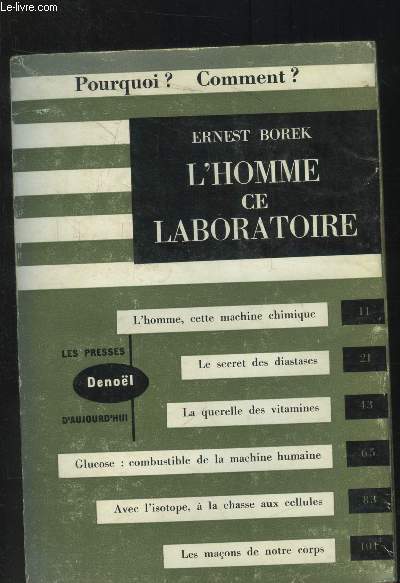 Le-livre.com
Pourquoi ? Comment ?
ERNEST BOREK
L'HOMME
CE
LABORATOIRE
L'homme, cette machine chimique 11
LES PRESSES
Denoël
D'AUJOURD'HUI
Le secret des diastases 21
La querelle des vitamines 43
Glucose : combustible de la machine humaine 65
Avec l'isotope, à la chasse aux cellules 83
Les maçons de notre corps 101